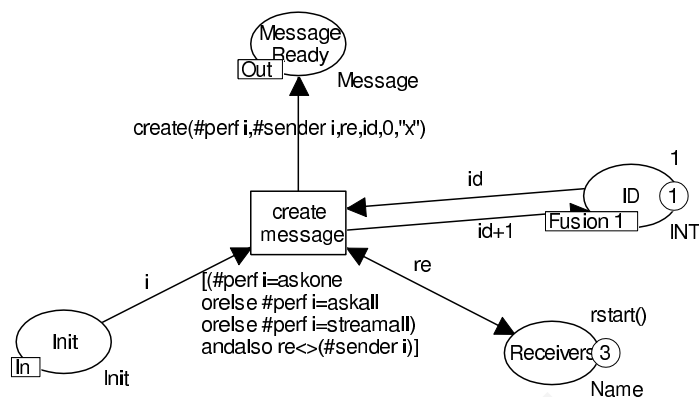 Message
Ready
Out
Message
create(#perf i,#sender i,re,id,0,"x")
1
id
ID
1
create
message
id+1
Fusion 1
INT
i
re
[(#perf i=askone
orelse #perf i=askall
orelse #perf i=streamall)
andalso re<>(#sender i)]
rstart()
Init
In
Init
Receivers
3
Name